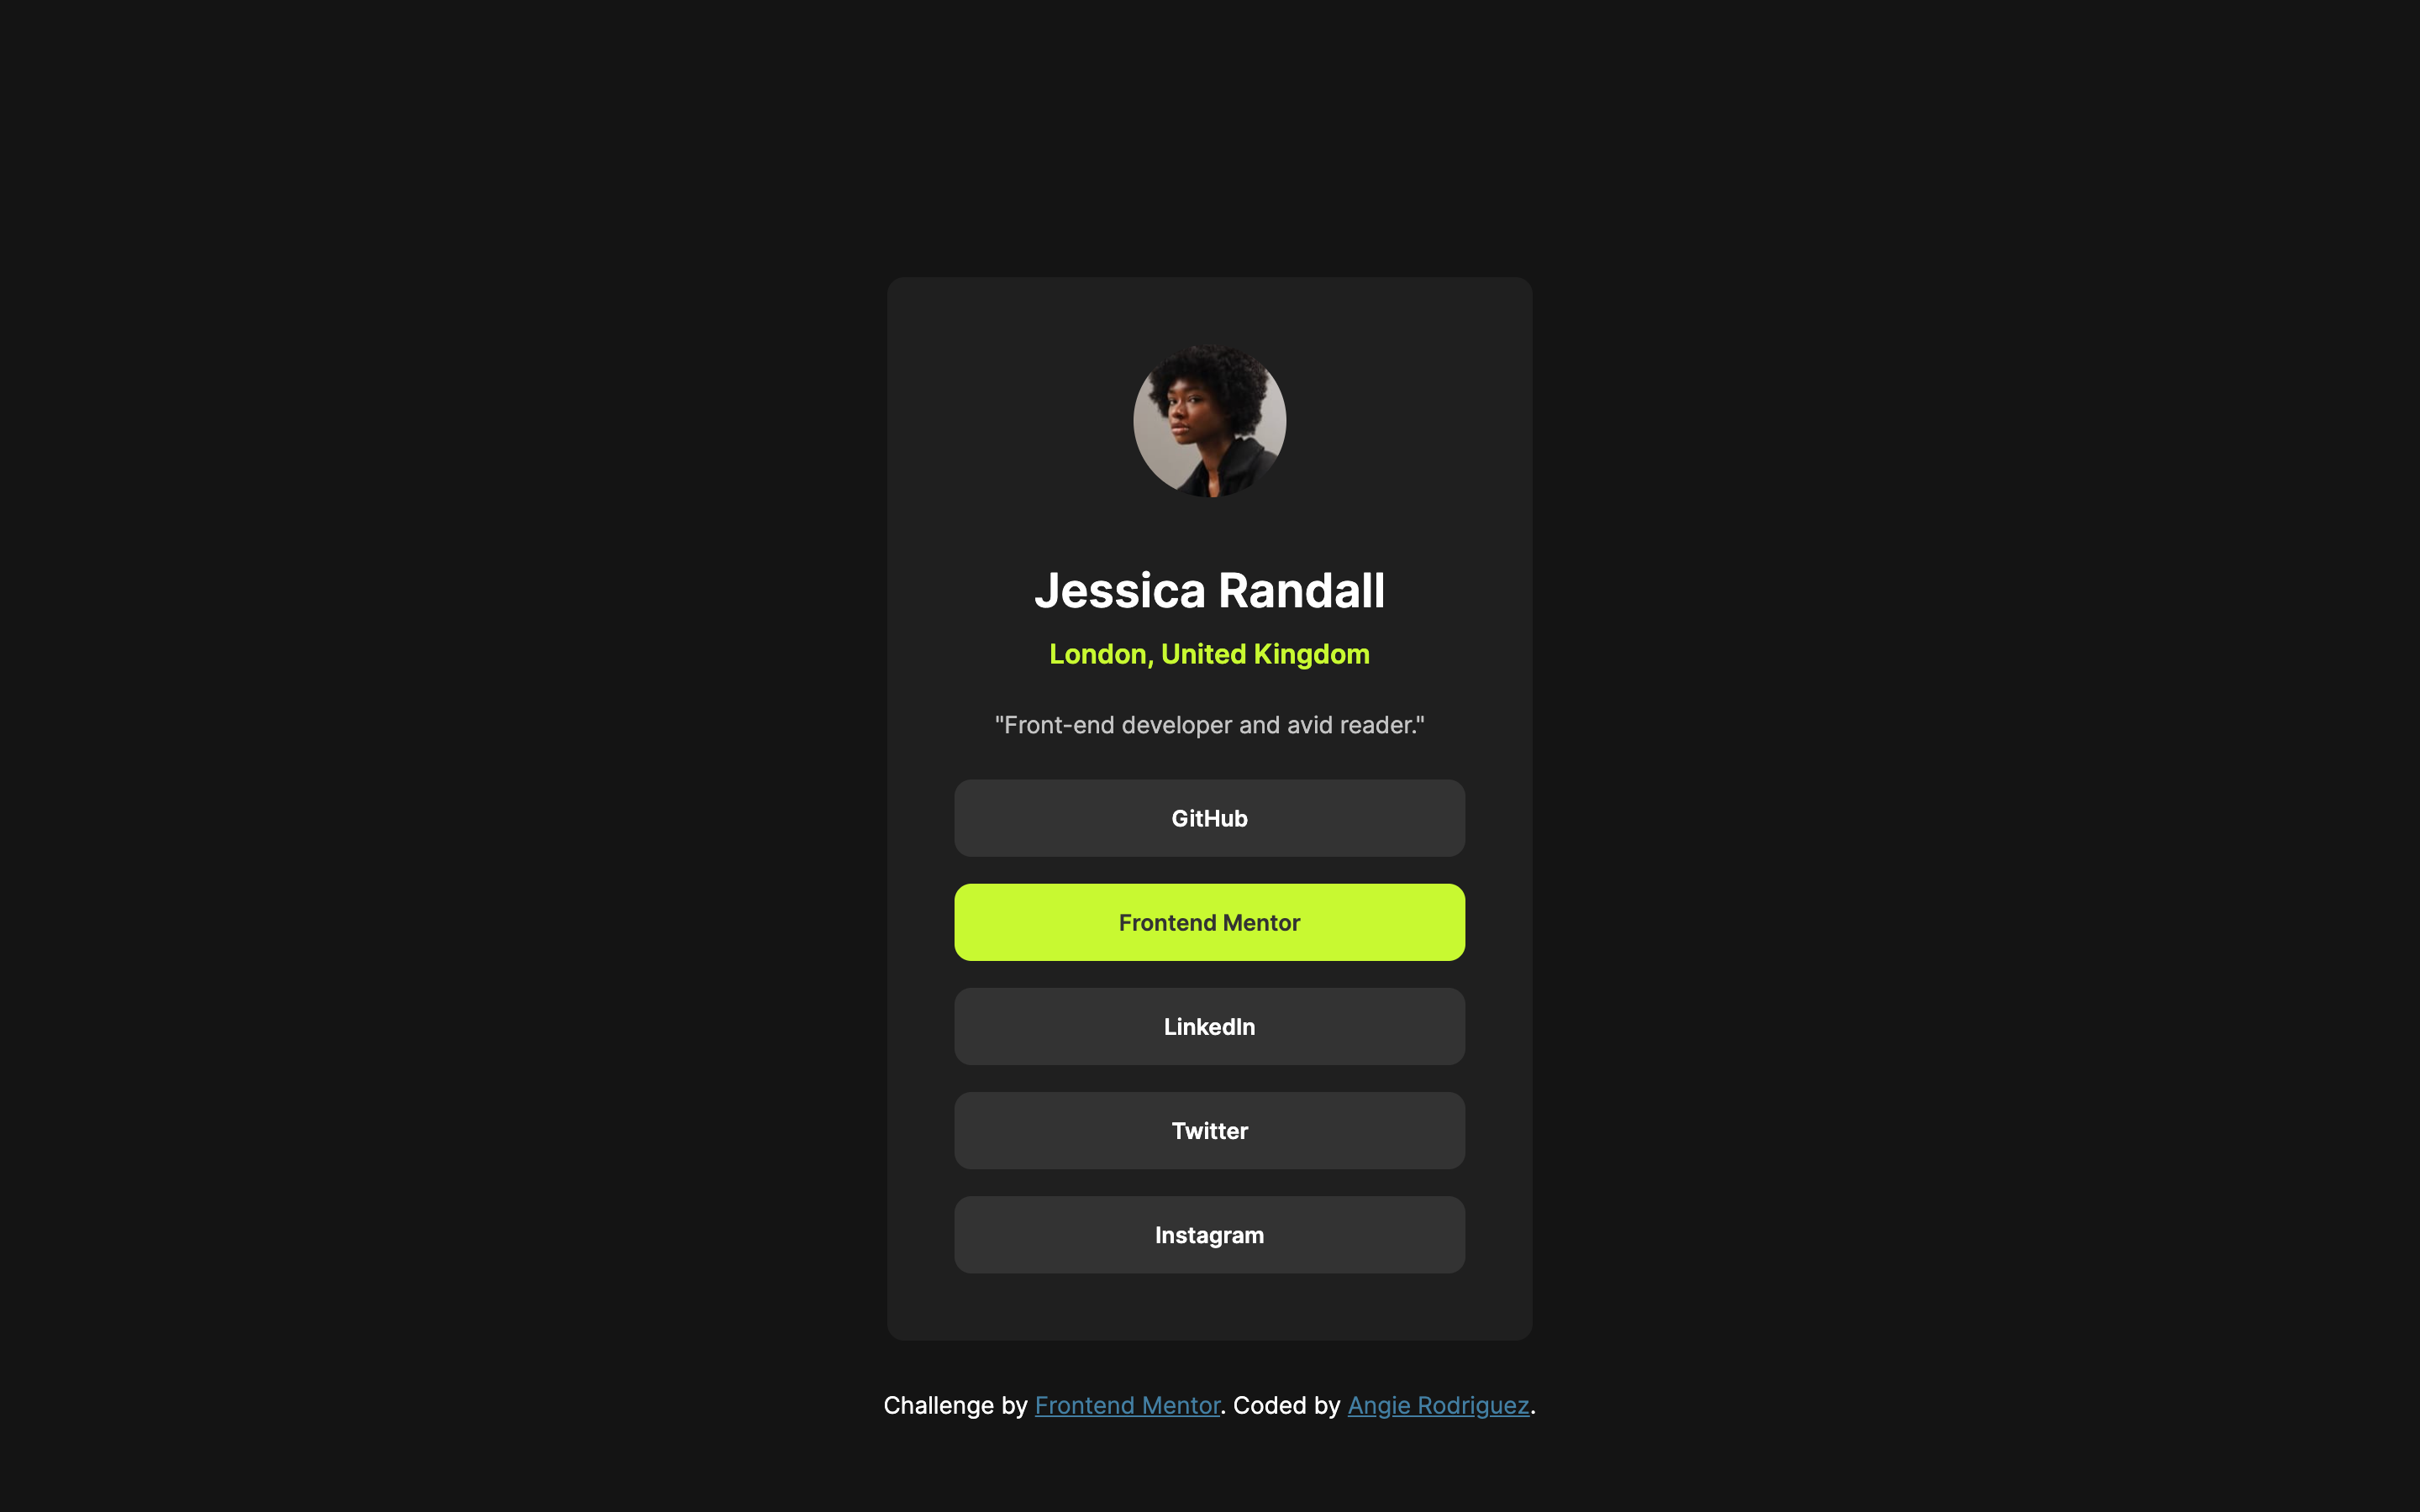 Jessica Randall
London, United Kingdom
"Front-end developer and avid reader."
GitHub
Frontend Mentor
LinkedIn
Twitter
Instagram
Challenge by Frontend Mentor. Coded by Angie Rodriguez.